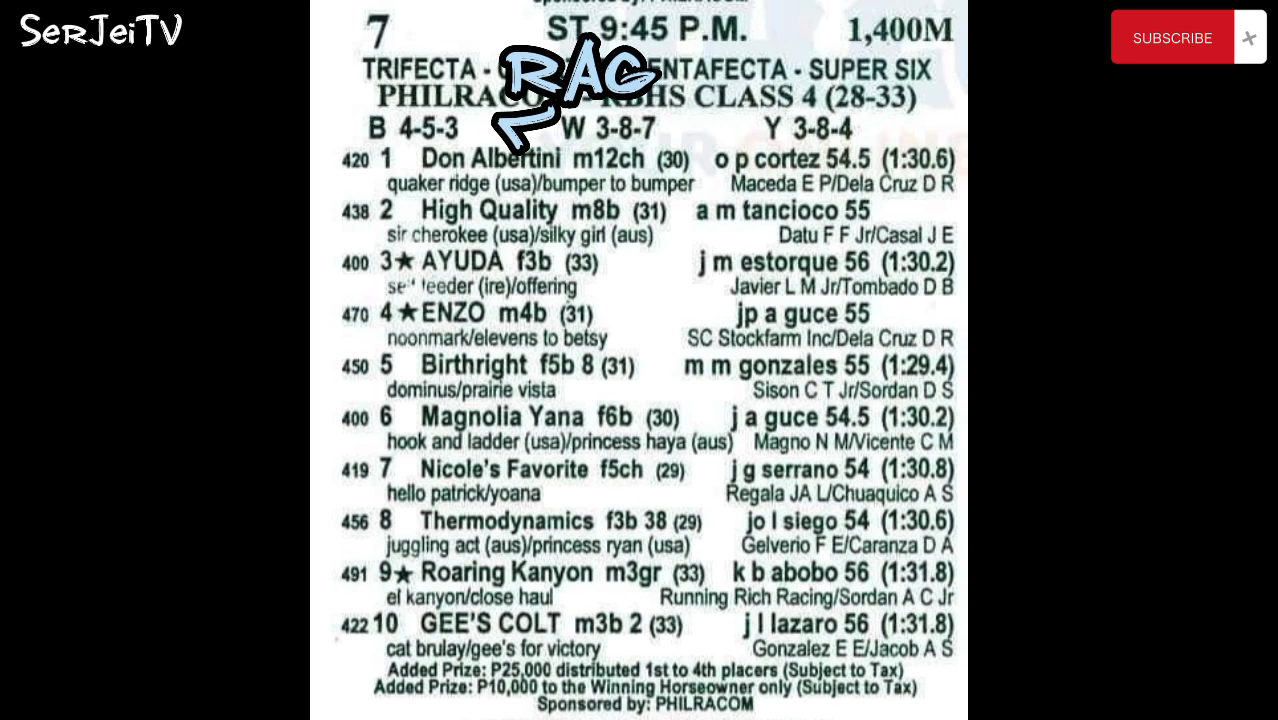 SerJeiTV
SUBSCRIBE
7 ST 9:45 P.M. 1,400M
TRIFECTA - - SUPER SIX
CLASS 4 (28-33)
RAG
B 4-5-3 W 3-8-7 Y 3-8-4
420 1 Don Albertini m12ch (30) o p cortez 54.5 (1:30.6)
quaker ridge (usa)/bumper to bumper Maceda E P/Dela Cruz D R
438 2 High Quality m8b (31) a m tancioco 55
sir cherokee (usa)/silky girl (aus) Datu F F Jr/Casal J E
400 3★ AYUDA f3b (33) j m estorque 56 (1:30.2)
feeder (ire)/offering Javier L M Jr/Tombado D B
470 4★ ENZO m4b (31) jp a guce 55
noonmark/elevens to betsy SC Stockfarm Inc/Dela Cruz D R
450 5 Birthright f5b 8 (31) m m gonzales 55 (1:29.4)
dominus/prairie vista Sison C T Jr/Sordan D S
400 6 Magnolia Yana f6b (30) j a guce 54.5 (1:30.2)
hook and ladder (usa)/princess haya (aus) Magno N M/Vicente C M
419 7 Nicole's Favorite f5ch (29) j g serrano 54 (1:30.8)
hello patrick/yoana Regala JA L/Chuaquico A S
456 8 Thermodynamics f3b 38 (29) jo l siego 54 (1:30.6)
juggling act (aus)/princess ryan (usa) Gelverio F E/Caranza D A
491 9★ Roaring Kanyon m3gr (33) k b abobo 56 (1:31.8)
el kanyon/close haul Running Rich Racing/Sordan A C Jr
422 10 GEE'S COLT m3b 2 (33) j l lazaro 56 (1:31.8)
cat brulay/gee's for victory Gonzalez E E/Jacob A S
Added Prize: P25,000 distributed 1st to 4th placers (Subject to Tax)
Added Prize: P10,000 to the Winning Horseowner only (Subject to Tax)
Sponsored by: PHILRACOM